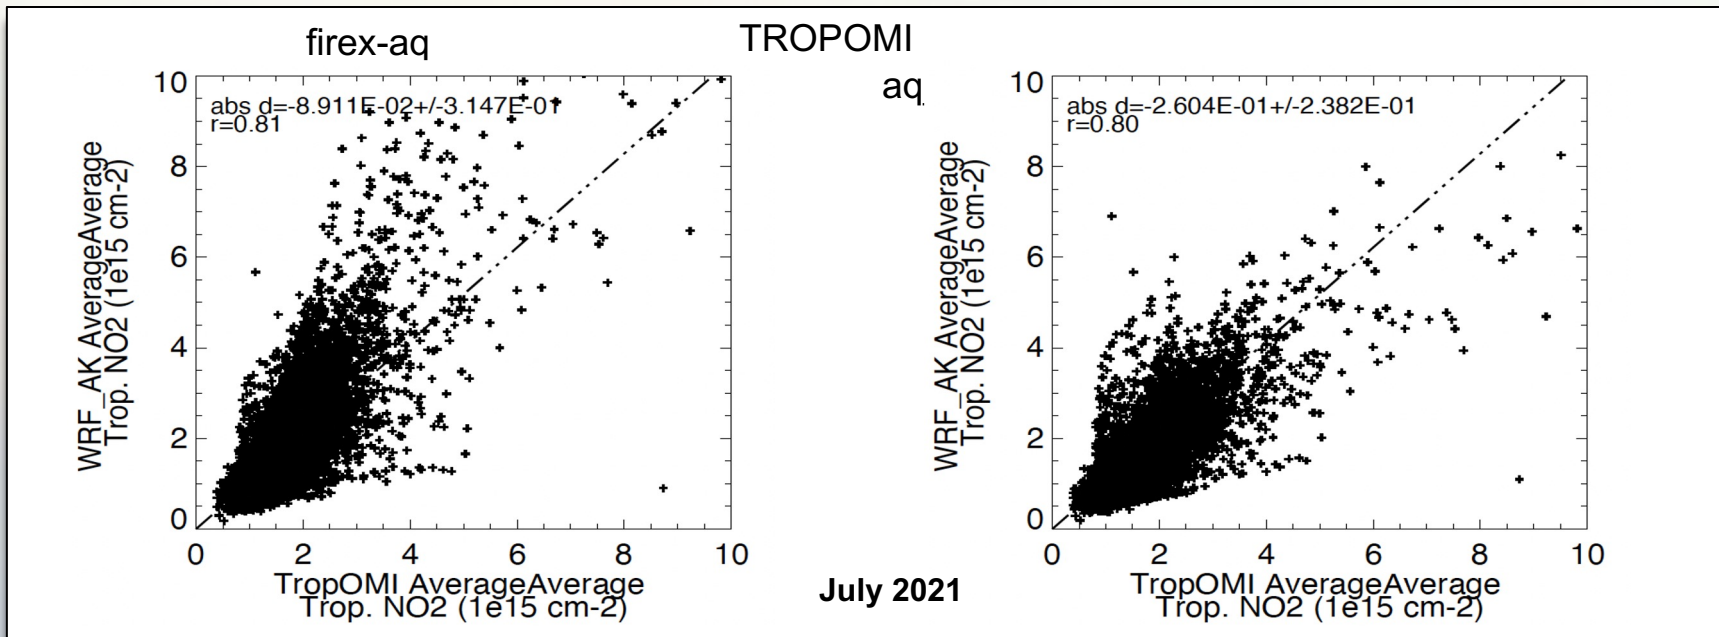 firex-aq
TROPOMI
aq
10
8
6
4
2
0
abs d=-8.911E-02+/-3.147E-01
r=0.81
WRF_AK AverageAverage
Trop. NO2 (1e15 cm-2)
0 2 4 6 8 10
TropOMI AverageAverage
Trop. NO2 (1e15 cm-2)
July 2021
10
8
6
4
2
0
abs d=-2.604E-01+/-2.382E-01
r=0.80
WRF_AK AverageAverage
Trop. NO2 (1e15 cm-2)
0 2 4 6 8 10
TropOMI AverageAverage
Trop. NO2 (1e15 cm-2)